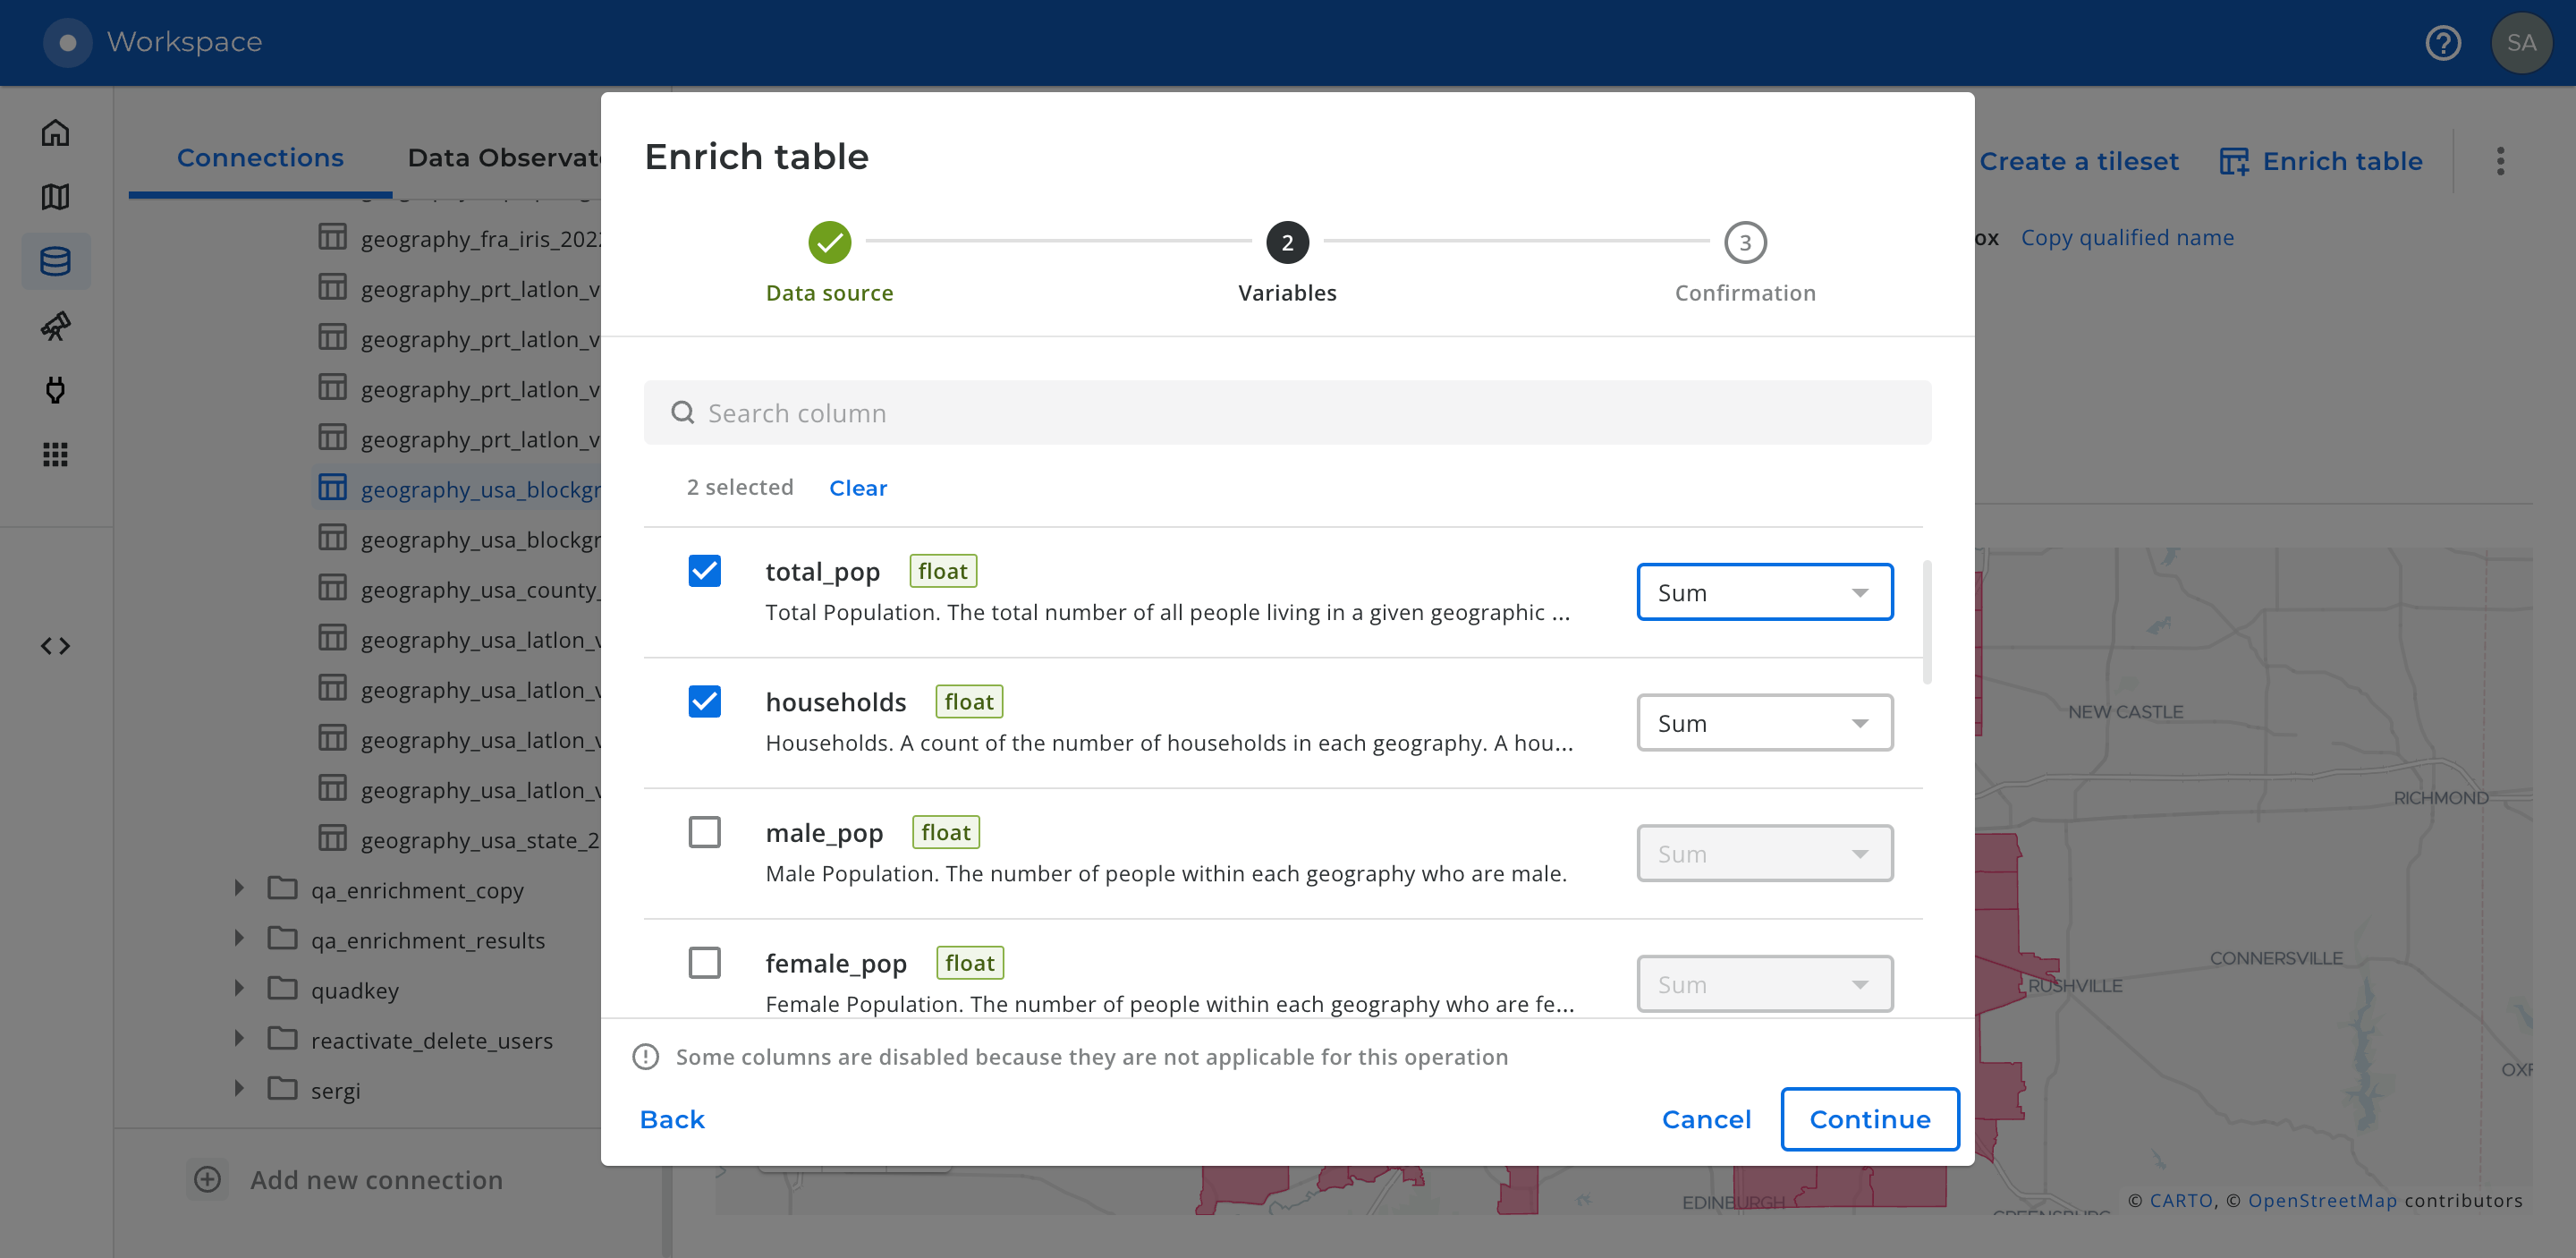 Workspace
SA
Connections
Data Observat
geography_fra_iris_202
geography_prt_latlon_v
geography_prt_latlon_v
geography_prt_latlon_v
geography_usa_blockgr
geography_usa_blockgr
geography_usa_county_
geography_usa_latlon_v
geography_usa_latlon_v
geography_usa_latlon_v
geography_usa_latlon_v
geography_usa_state_2
qa_enrichment_copy
qa_enrichment_results
quadkey
reactivate_delete_users
sergi
Add new connection
Create a tileset
Enrich table
ox
Copy qualified name
Enrich table
2
3
Data source
Variables
Confirmation
Search column
2 selected Clear
total_pop float
Total Population. The total number of all people living in a given geographic ...
Sum
households float
Households. A count of the number of households in each geography. A hou...
Sum
male_pop float
Male Population. The number of people within each geography who are male.
Sum
female_pop float
Female Population. The number of people within each geography who are fe...
Sum
Some columns are disabled because they are not applicable for this operation
Back
Cancel
Continue
NEW CASTLE
RICHMOND
CONNERSVILLE
RUSHVILLE
OXF
EDINBURGH
GREENSBURG
© CARTO, © OpenStreetMap contributors